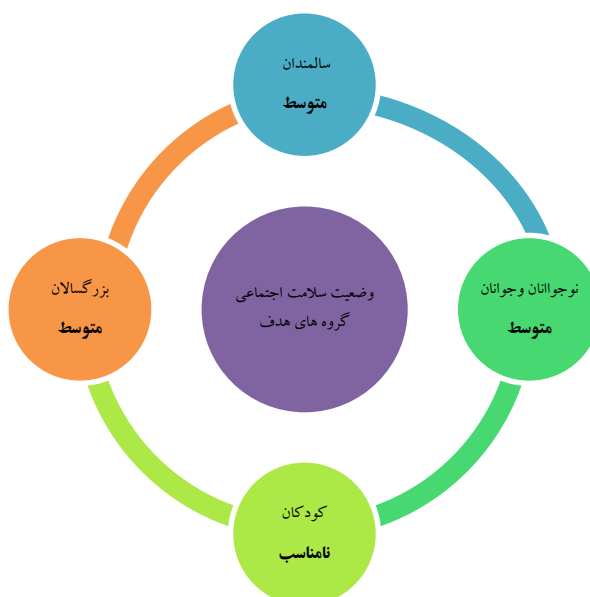 سالمندان
متوسط
نوجواانان وجوانان
متوسط
وضعیت سلامت اجتماعی
گروه های هدف
بزرگسالان
متوسط
کودکان
نامناسب